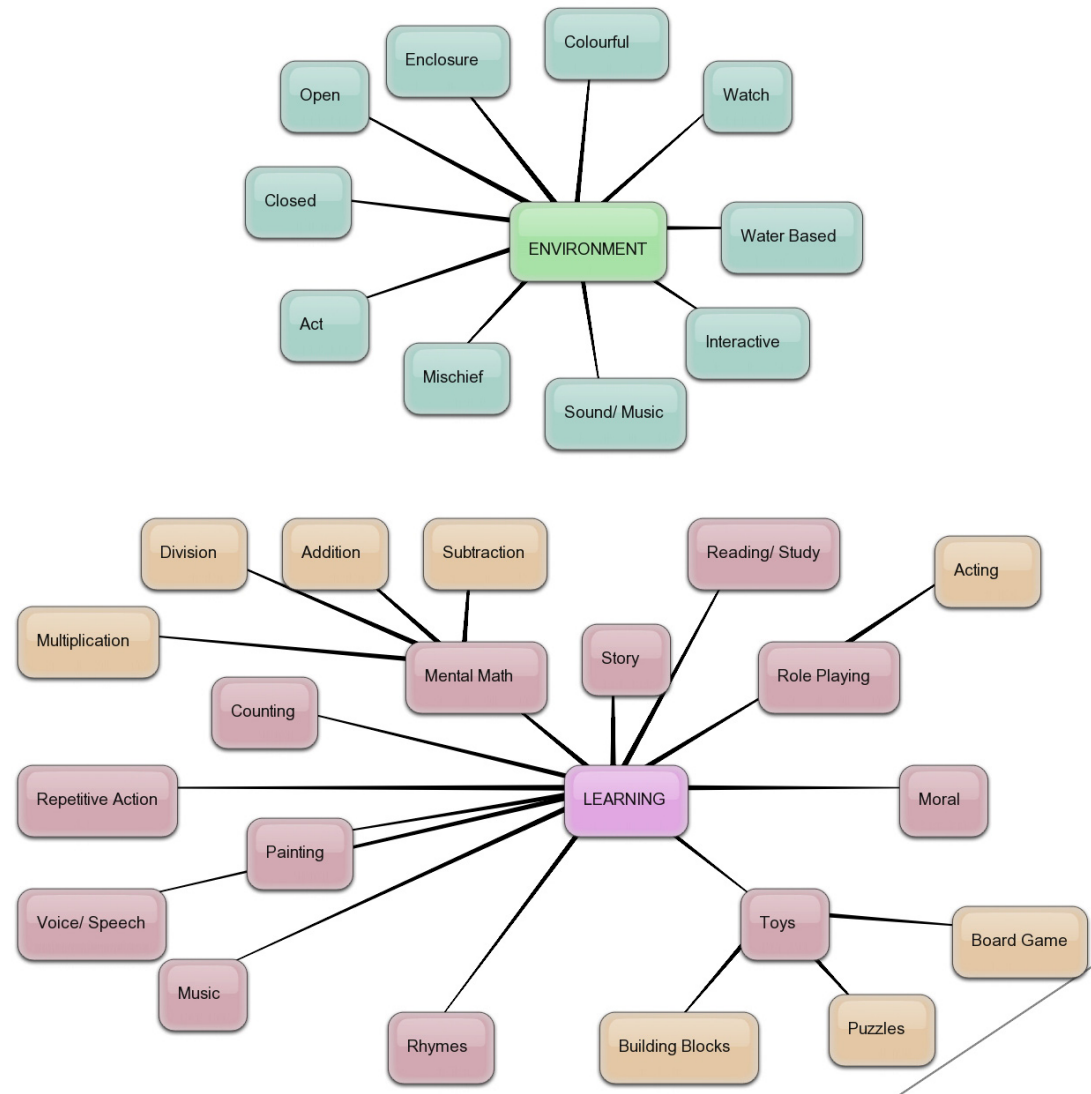 Colourful
Enclosure
Open
Watch
Closed
Water Based
ENVIRONMENT
Act
Interactive
Mischief
Sound/ Music
Division
Addition
Subtraction
Reading/ Study
Acting
Multiplication
Mental Math
Story
Role Playing
Counting
Repetitive Action
LEARNING
Moral
Painting
Voice/ Speech
Toys
Board Game
Music
Rhymes
Building Blocks
Puzzles